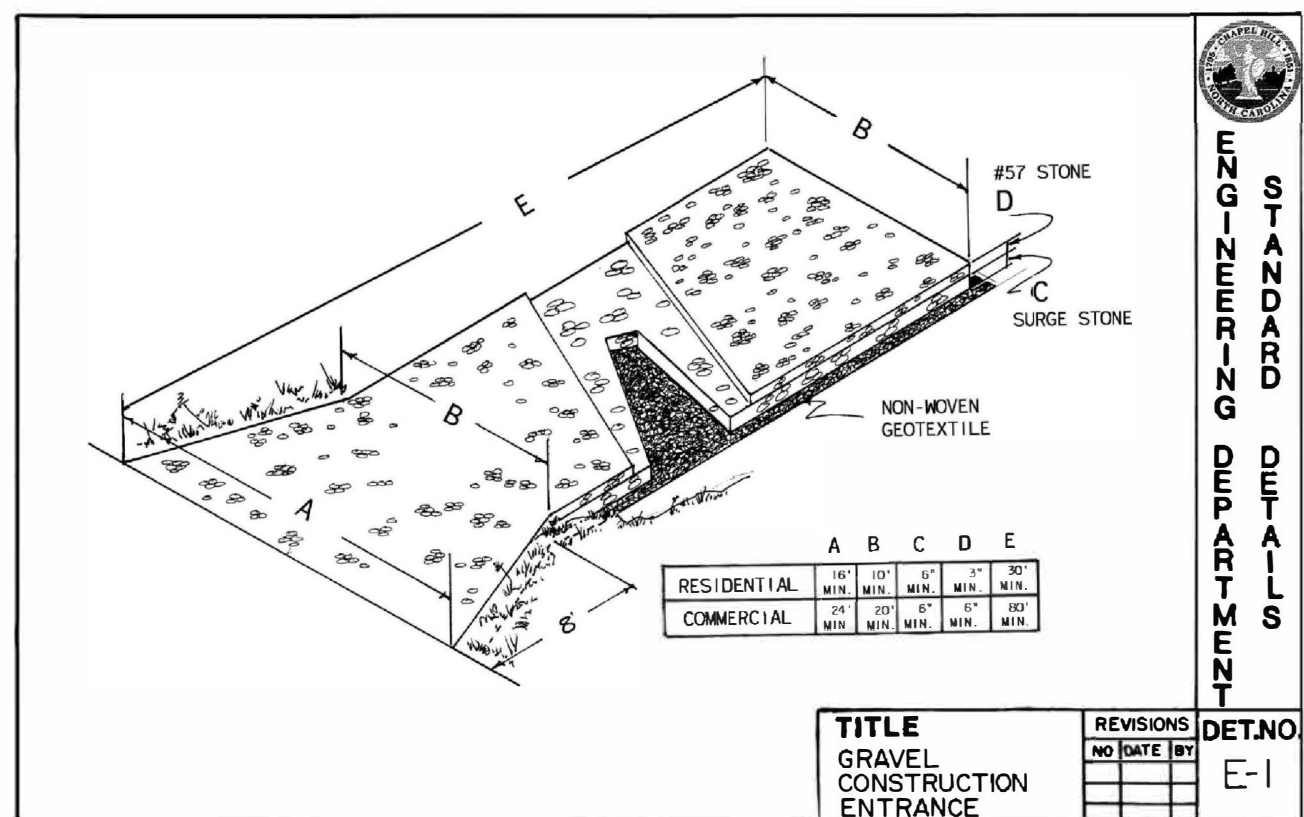 E
B
#57 STONE
D
C
SURGE STONE
NON-WOVEN
GEOTEXTILE
B
A
8'
A B C D E
RESIDENTIAL 16' MIN. 10' MIN. 6" MIN. 3" MIN. 30' MIN.
COMMERCIAL 24' MIN 20' MIN. 6" MIN. 6" MIN. 80' MIN.
1795 · CHAPEL HILL · 1851
NORTH CAROLINA
ENGINEERING DEPARTMENT
STANDARD DETAILS
TITLE
GRAVEL
CONSTRUCTION
ENTRANCE
REVISIONS
NO DATE BY
DET.NO.
E-1